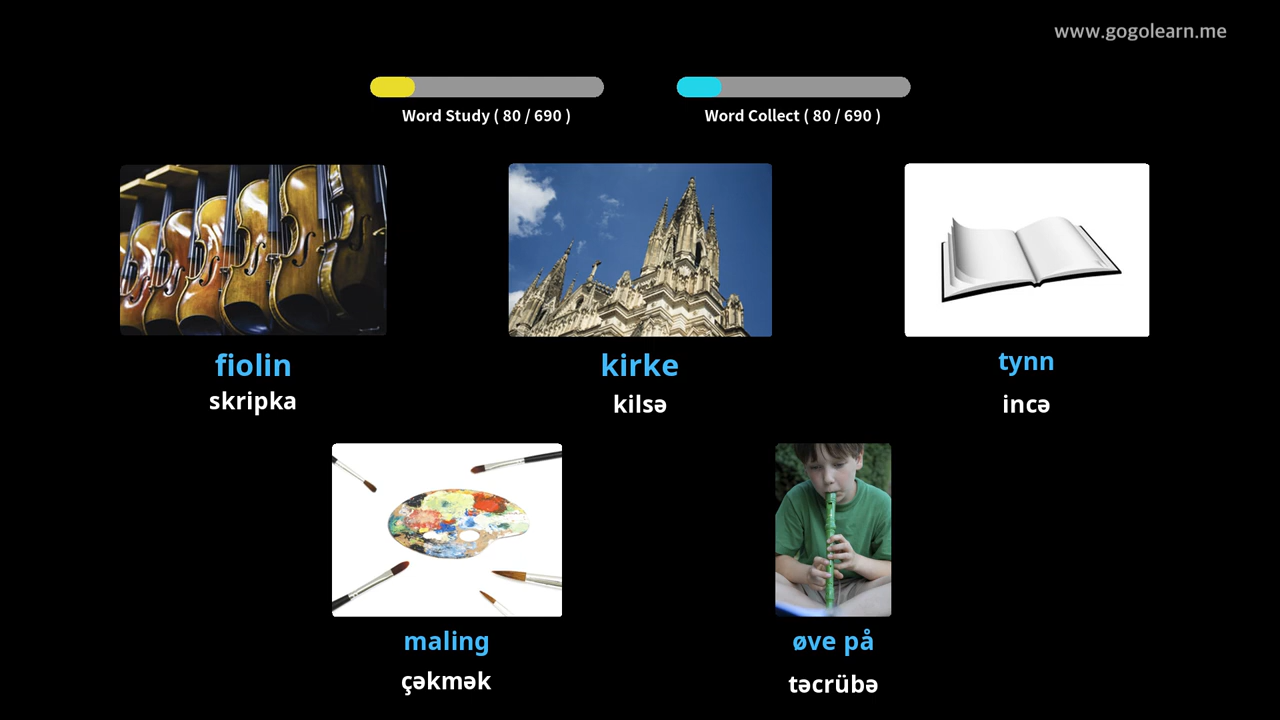 www.gogolearn.me
Word Study ( 80 / 690 )
Word Collect ( 80 / 690 )
fiolin
skripka
kirke
kilsə
tynn
incə
maling
çəkmək
øve på
təcrübə